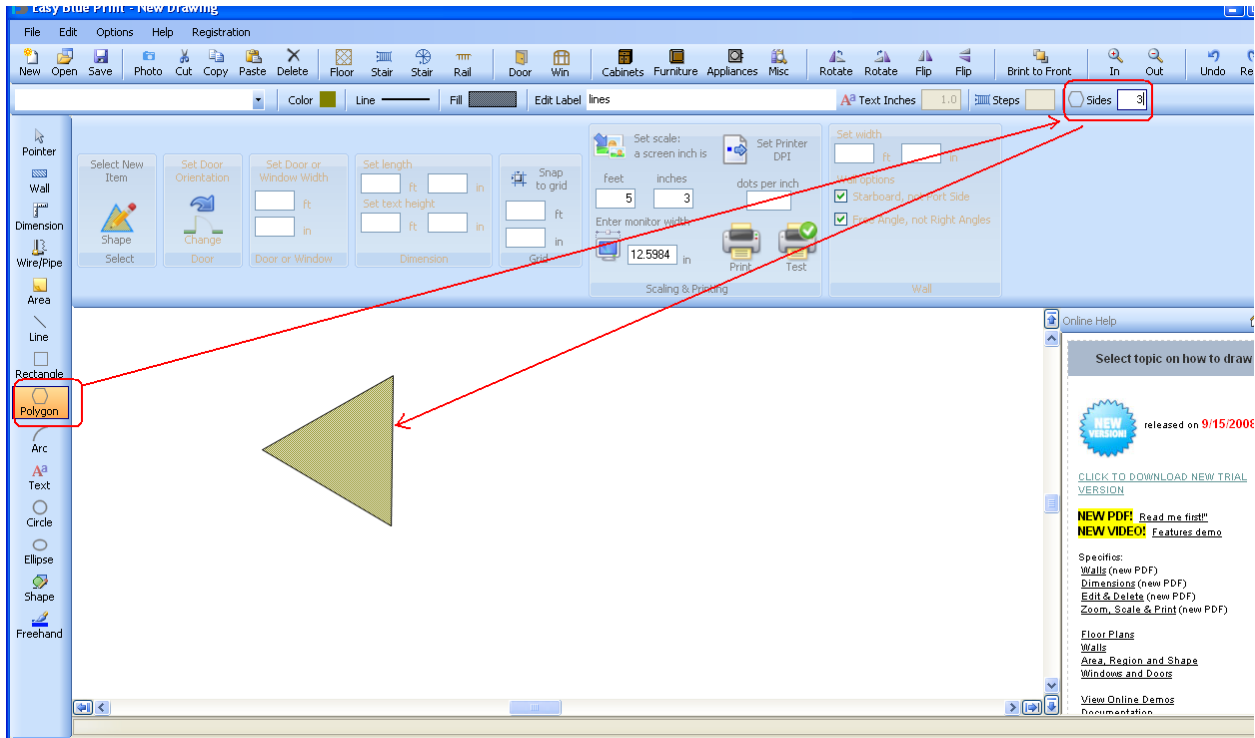 Easy Blue Print - New Drawing
File Edit Options Help Registration
New Open Save Photo Cut Copy Paste Delete Floor Stair Stair Rail Door Win Cabinets Furniture Appliances Misc Rotate Rotate Flip Flip Brint to Front In Out Undo Re
Color Line Fill Edit Label lines Text Inches 1.0 Steps Sides 3
Pointer
Wall
Dimension
Wire/Pipe
Area
Line
Rectangle
Polygon
Arc
Text
Circle
Ellipse
Shape
Freehand
Select New
Item
Shape
Select
Set Door
Orientation
Change
Door
Set Door or
Window Width
ft
in
Door or Window
Set length
ft in
Set text height
ft in
Dimension
Snap
to grid
ft
in
Grid
Set scale:
a screen inch is
Set Printer
DPI
feet inches dots per inch
5 3
Enter monitor width
12.5984 in
Print Test
Scaling & Printing
Set width
ft in
Wall options
Starboard, not Port Side
Free Angle, not Right Angles
Wall
Online Help
Select topic on how to draw
NEW
VERSION!
released on 9/15/2008
CLICK TO DOWNLOAD NEW TRIAL
VERSION
NEW PDF! Read me first!"
NEW VIDEO! Features demo
Specifics:
Walls (new PDF)
Dimensions (new PDF)
Edit & Delete (new PDF)
Zoom, Scale & Print (new PDF)
Floor Plans
Walls
Area, Region and Shape
Windows and Doors
View Online Demos
Documentation